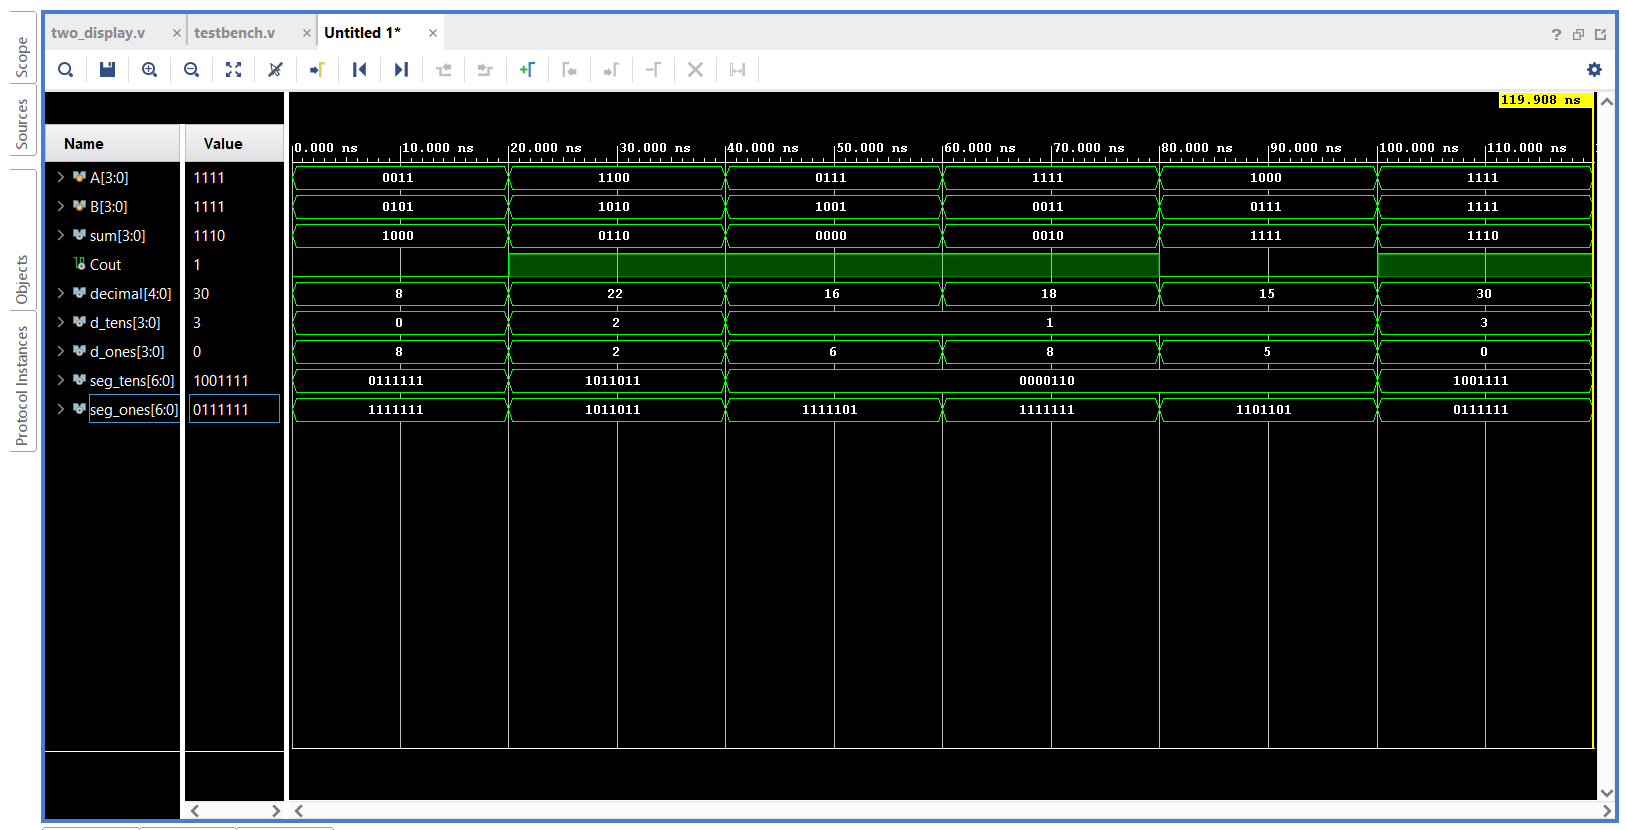 two_display.v × testbench.v × Untitled 1* ×
Scope
Sources
Objects
Protocol Instances
119.908 ns
Name Value
0.000 ns 10.000 ns 20.000 ns 30.000 ns 40.000 ns 50.000 ns 60.000 ns 70.000 ns 80.000 ns 90.000 ns 100.000 ns 110.000 ns
A[3:0] 1111 0011 1100 0111 1111 1000 1111
B[3:0] 1111 0101 1010 1001 0011 0111 1111
sum[3:0] 1110 1000 0110 0000 0010 1111 1110
Cout 1
decimal[4:0] 30 8 22 16 18 15 30
d_tens[3:0] 3 0 2 1 3
d_ones[3:0] 0 8 2 6 8 5 0
seg_tens[6:0] 1001111 0111111 1011011 0000110 1001111
seg_ones[6:0] 0111111 1111111 1011011 1111101 1111111 1101101 0111111